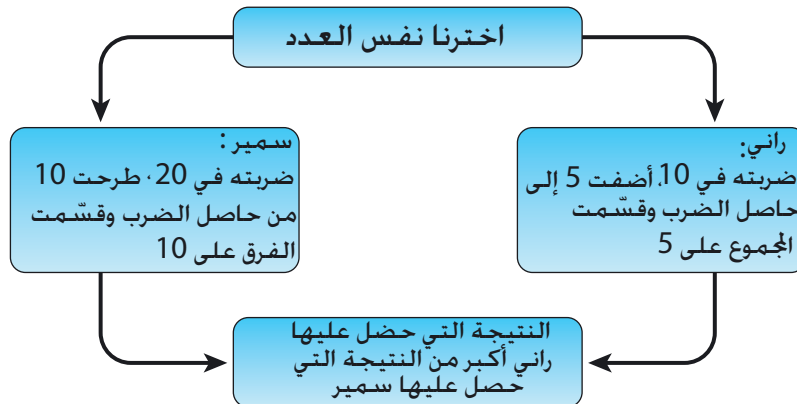 اخترنا نفس العدد
راني:
ضربته في 10، أضفت 5 إلى
حاصل الضرب وقسّمت
المجموع على 5
سمير :
ضربته في 20، طرحت 10
من حاصل الضرب وقسّمت
الفرق على 10
النتيجة التي حضل عليها
راني أكبر من النتيجة التي
حصل عليها سمير